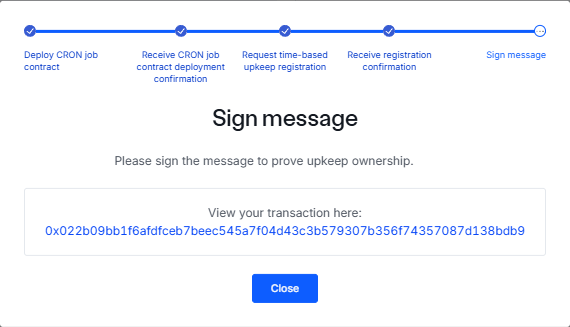 Deploy CRON job
contract
Receive CRON job
contract deployment
confirmation
Request time-based
upkeep registration
Receive registration
confirmation
Sign message
Sign message
Please sign the message to prove upkeep ownership.
View your transaction here:
0x022b09bb1f6afdfceb7beec545a7f04d43c3b579307b356f74357087d138bdb9
Close